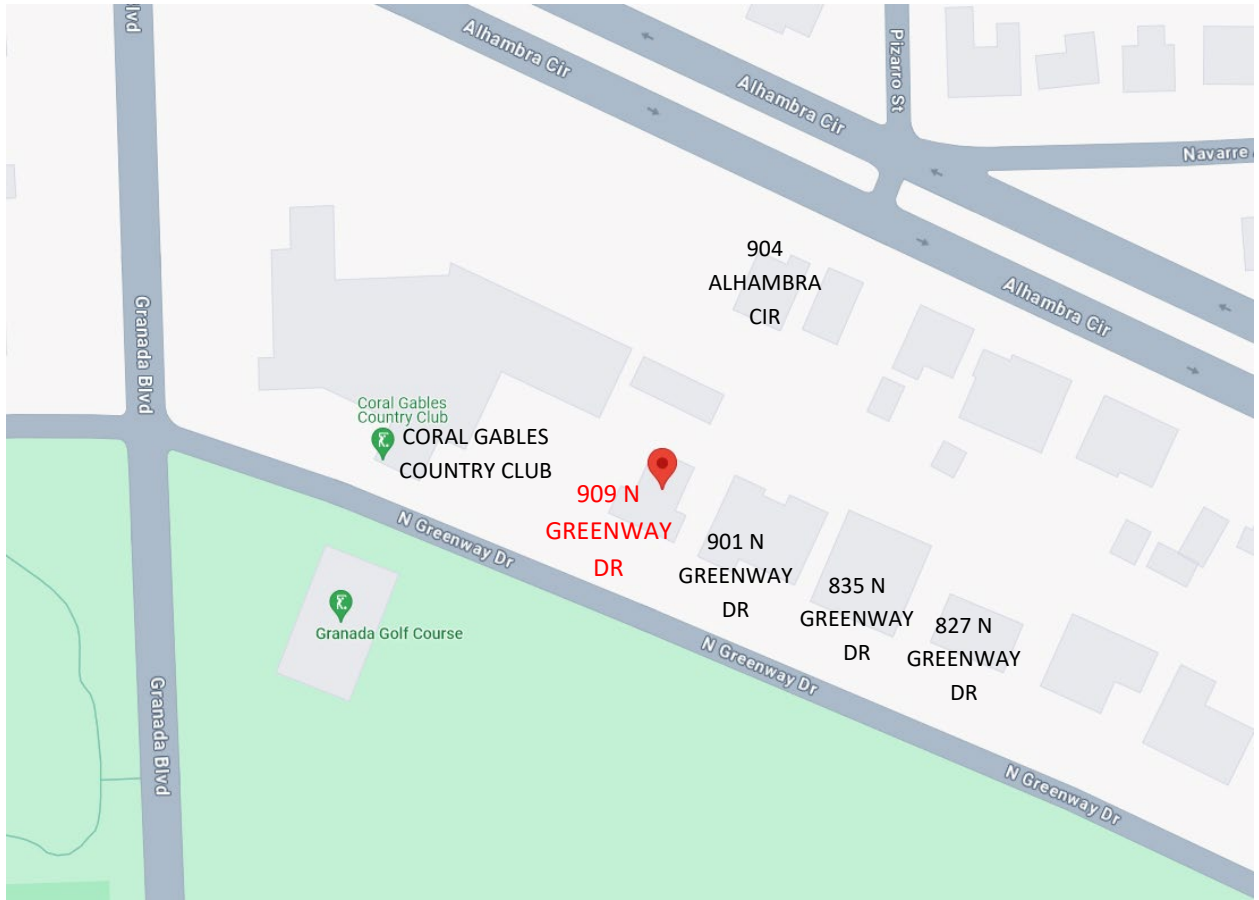 lvd
Alhambra Cir
Alhambra Cir
Pizarro St
Navarre
904
ALHAMBRA
CIR
Alhambra Cir
Granada Blvd
Coral Gables
Country Club
CORAL GABLES
COUNTRY CLUB
909 N
GREENWAY
DR
N Greenway Dr
901 N
GREENWAY
DR
835 N
GREENWAY
DR
827 N
GREENWAY
DR
Granada Golf Course
N Greenway Dr
Granada Blvd
N Greenway Dr